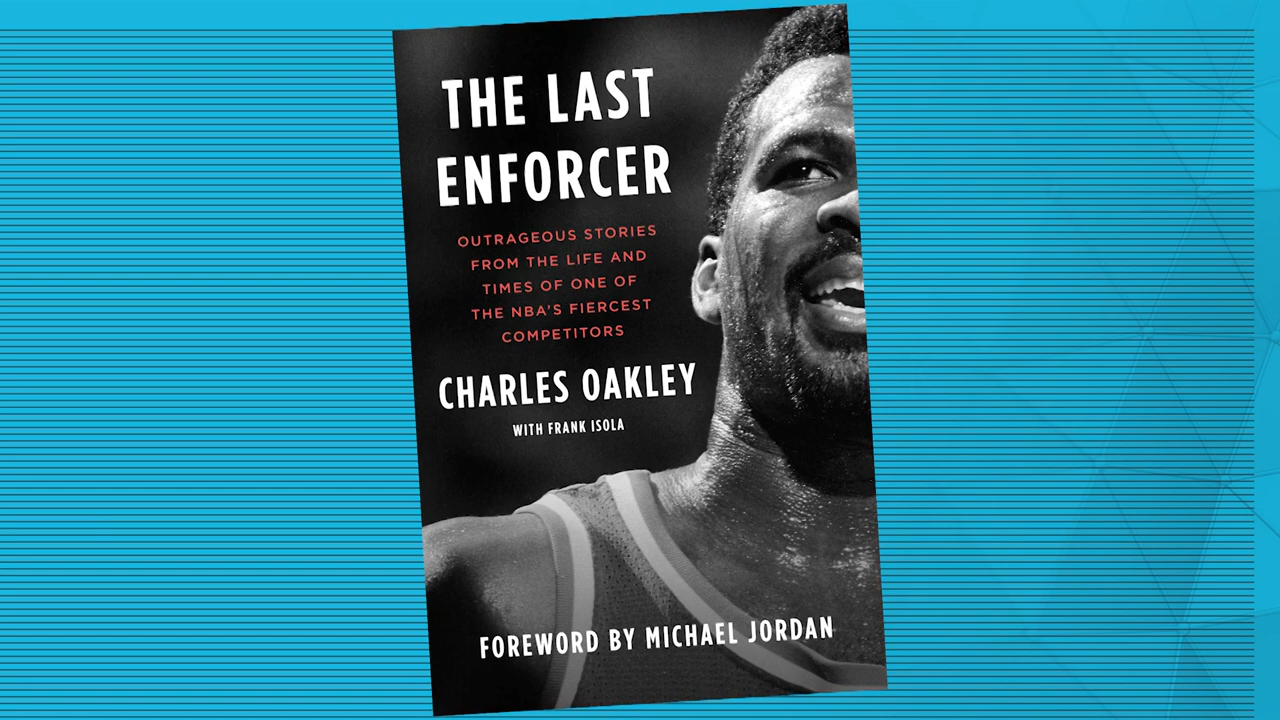 THE LAST
ENFORCER
OUTRAGEOUS STORIES
FROM THE LIFE AND
TIMES OF ONE OF
THE NBA'S FIERCEST
COMPETITORS
CHARLES OAKLEY
WITH FRANK ISOLA
FOREWORD BY MICHAEL JORDAN